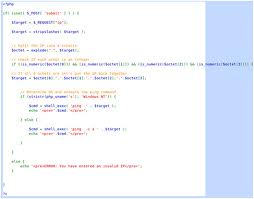 <?php
if( isset( $_POST[ 'submit' ] ) ) {
$target = $_REQUEST["ip"];
$target = stripslashes( $target );
// Split the IP into 4 octects
$octet = explode(".", $target);
// Check IF each octet is an integer
if ((is_numeric($octet[0])) && (is_numeric($octet[1])) && (is_numeric($octet[2])) && (is_numeric($octet[3]))
// If all 4 octets are int's put the IP back together.
$target = $octet[0].'.'.$octet[1].'.'.$octet[2].'.'.$octet[3];
// Determine OS and execute the ping command.
if (stristr(php_uname('s'), 'Windows NT')) {
$cmd = shell_exec( 'ping ' . $target );
echo '<pre>'.$cmd.'</pre>';
} else {
$cmd = shell_exec( 'ping -c 3 ' . $target );
echo '<pre>'.$cmd.'</pre>';
}
}
else {
echo '<pre>ERROR: You have entered an invalid IP</pre>';
}
}
?>